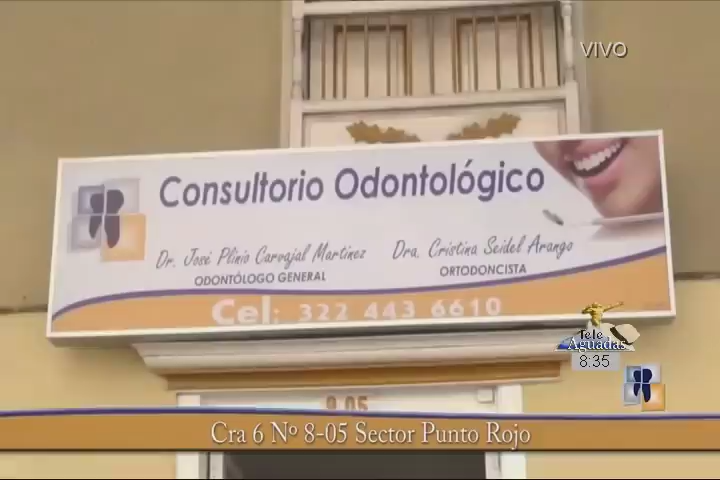 VIVO
Consultorio Odontológico
Dr. José Plinio Carvajal Martinez
ODONTÓLOGO GENERAL
Dra. Cristina Seidel Arango
ORTODONCISTA
Cel: 322 443 6610
Tele
Aguadas
8:35
8-05
Cra 6 Nº 8-05 Sector Punto Rojo